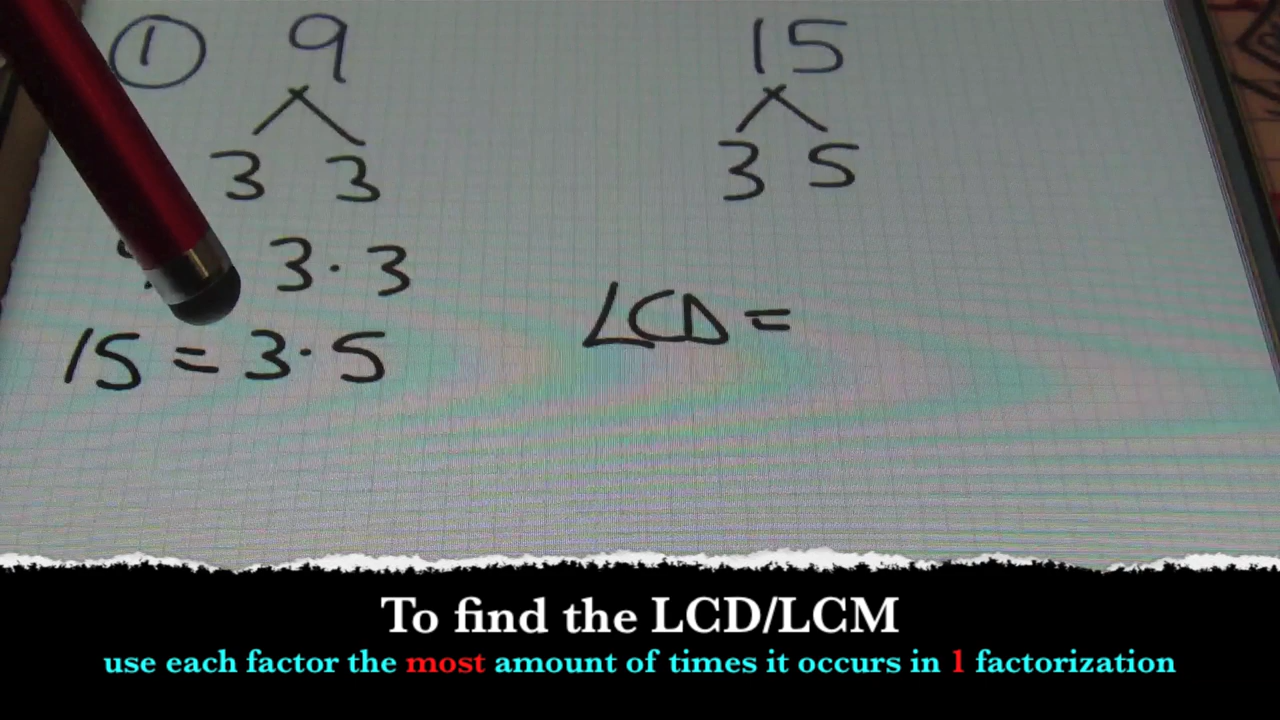 1 9 15
3 3 3 5
3·3
15 = 3·5
LCD =
To find the LCD/LCM
use each factor the most amount of times it occurs in 1 factorization